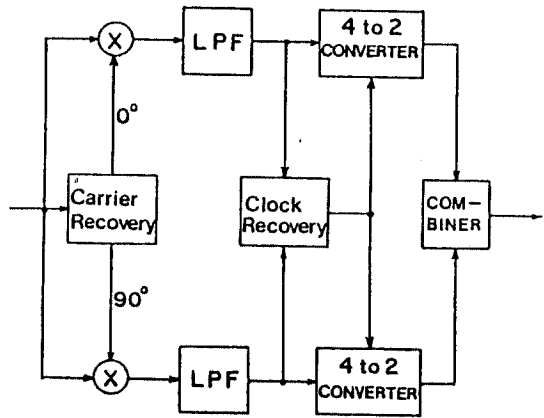 X
LPF
4 to 2
CONVERTER
0°
Carrier
Recovery
Clock
Recovery
COM-
BINER
90°
X
LPF
4 to 2
CONVERTER